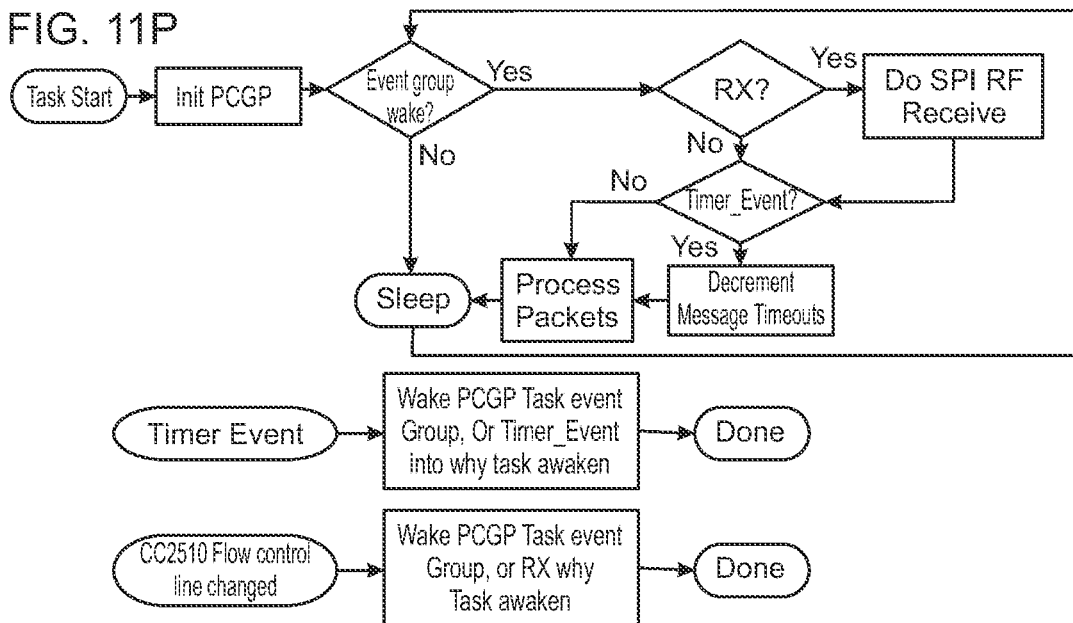 FIG. 11P
Task Start
Init PCGP
Event group
wake?
Yes
No
RX?
Yes
No
Do SPI RF
Receive
Timer_Event?
No
Yes
Decrement
Message Timeouts
Process
Packets
Sleep
Timer Event
Wake PCGP Task event
Group, Or Timer_Event
into why task awaken
Done
CC2510 Flow control
line changed
Wake PCGP Task event
Group, or RX why
Task awaken
Done